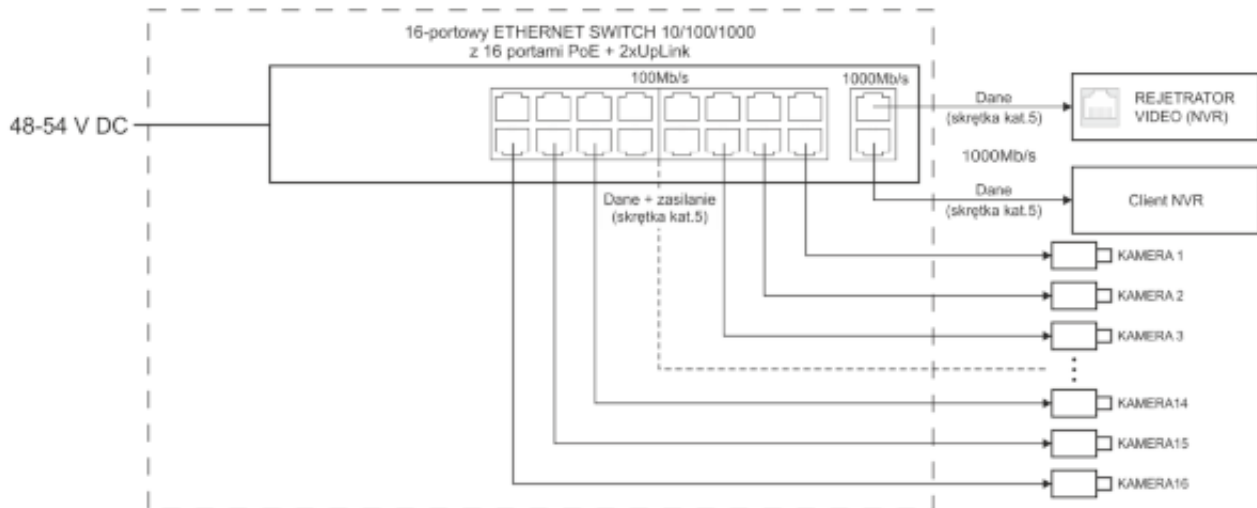 16-portowy ETHERNET SWITCH 10/100/1000
z 16 portami PoE + 2xUpLink
100Mb/s
1000Mb/s
48-54 V DC
Dane
(skrętka kat.5)
REJETRATOR
VIDEO (NVR)
1000Mb/s
Dane
(skrętka kat.5)
Client NVR
Dane + zasilanie
(skrętka kat.5)
KAMERA 1
KAMERA 2
KAMERA 3
KAMERA14
KAMERA15
KAMERA16